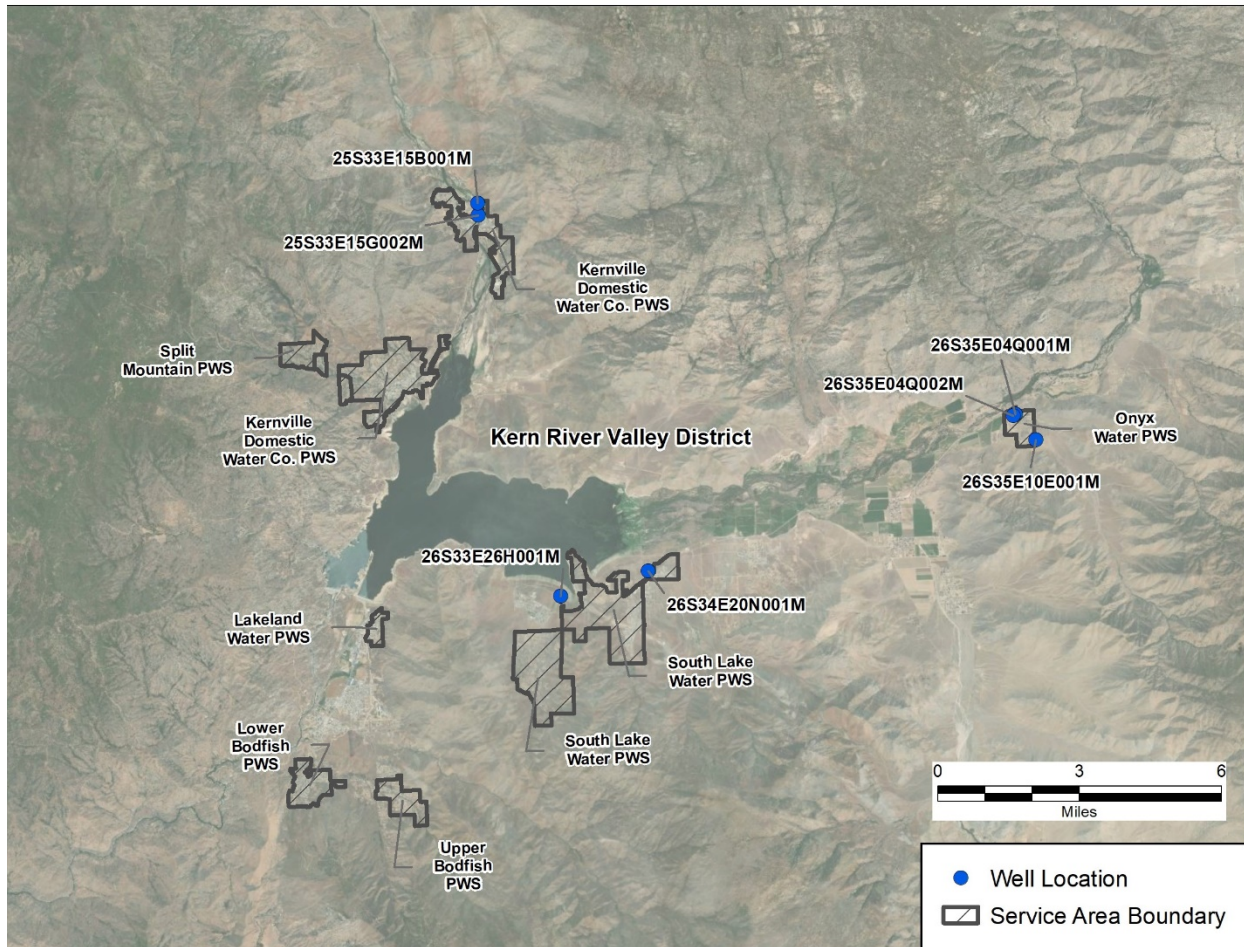 25S33E15B001M
25S33E15G002M
Kernville
Domestic
Water Co. PWS
Split
Mountain PWS
Kernville
Domestic
Water Co. PWS
Kern River Valley District
26S35E04Q001M
26S35E04Q002M
Onyx
Water PWS
26S35E10E001M
26S33E26H001M
26S34E20N001M
Lakeland
Water PWS
South Lake
Water PWS
South Lake
Water PWS
Lower
Bodfish
PWS
Upper
Bodfish
PWS
0 3 6
Miles
Well Location
Service Area Boundary